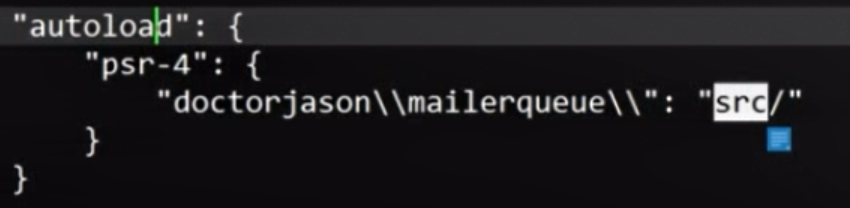 "autoload": {
    "psr-4": {
        "doctorjason\\mailerqueue\\": "src/"
    }
}